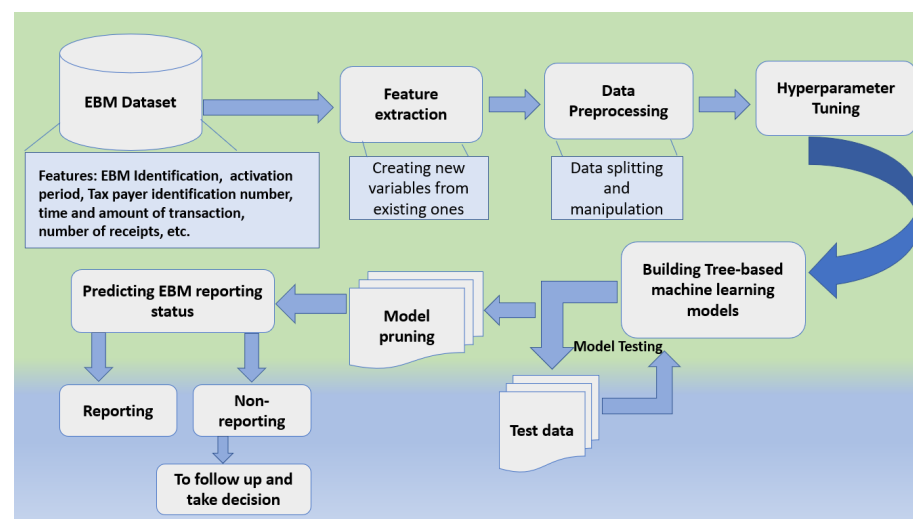 EBM Dataset
Feature
extraction
Data
Preprocessing
Hyperparameter
Tuning
Features: EBM Identification, activation
period, Tax payer identification number,
time and amount of transaction,
number of receipts, etc.
Creating new
variables from
existing ones
Data splitting
and
manipulation
Building Tree-based
machine learning
models
Model Testing
Test data
Model
pruning
Predicting EBM reporting
status
Reporting
Non-
reporting
To follow up and
take decision